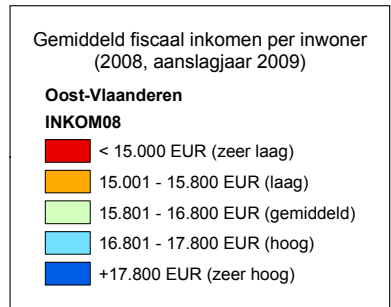 Gemiddeld fiscaal inkomen per inwoner
(2008, aanslagjaar 2009)
Oost-Vlaanderen
INKOM08
< 15.000 EUR (zeer laag)
15.001 - 15.800 EUR (laag)
15.801 - 16.800 EUR (gemiddeld)
16.801 - 17.800 EUR (hoog)
+17.800 EUR (zeer hoog)